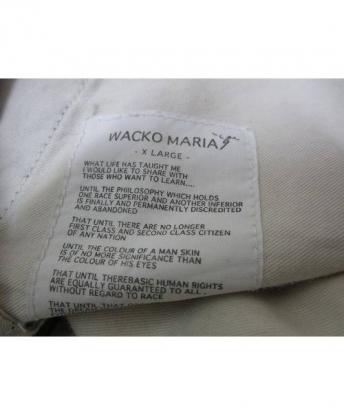 WACKO MARIA
- X LARGE -
WHAT LIFE HAS TAUGHT ME
I WOULD LIKE TO SHARE WITH
THOSE WHO WANT TO LEARN....
UNTIL THE PHILOSOPHY WHICH HOLDS
ONE RACE SUPERIOR AND ANOTHER INFERIOR
IS FINALLY AND PERMANENTLY DISCREDITED
AND ABANDONED
THAT UNTIL THERE ARE NO LONGER
FIRST CLASS AND SECOND CLASS CITIZEN
OF ANY NATION
UNTIL THE COLOUR OF A MAN SKIN
IS OF NO MORE SIGNIFICANCE THAN
THE COLOUR OF HIS EYES
THAT UNTIL THEREBASIC HUMAN RIGHTS
ARE EQUALLY GUARANTEED TO ALL
WITHOUT REGARD TO RACE
THAT UNTIL THAT